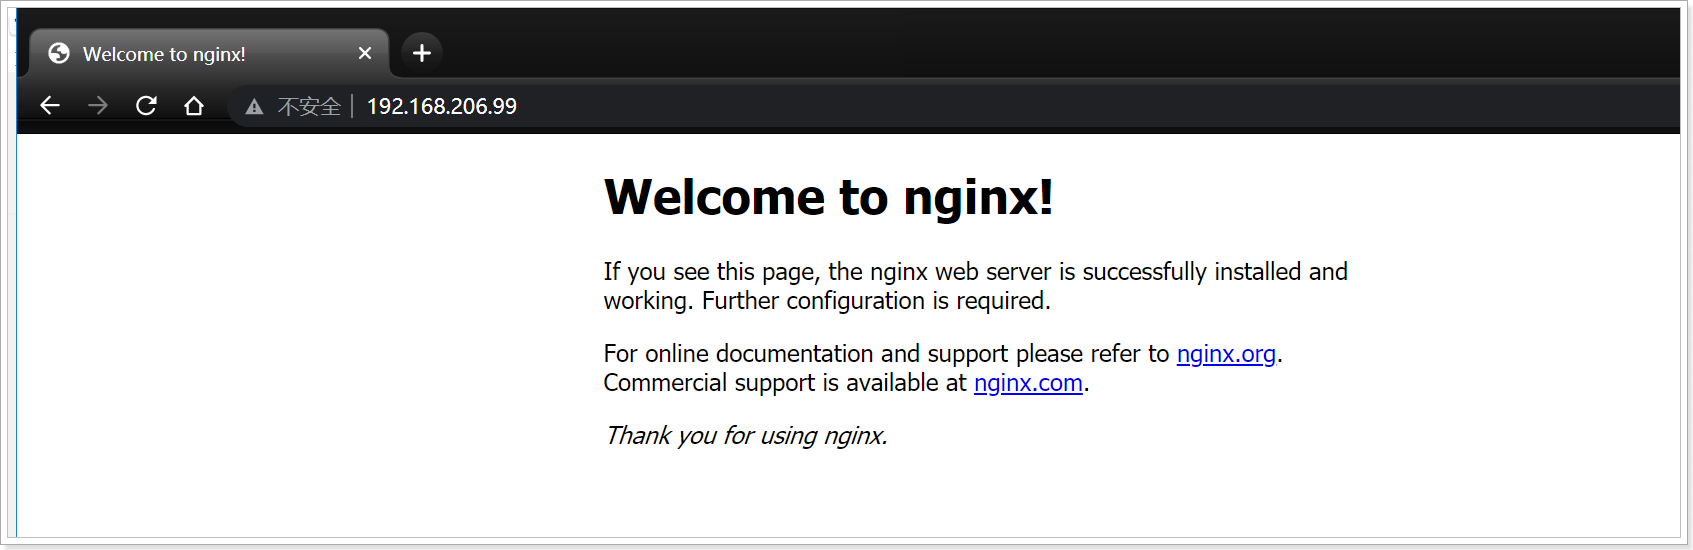 Welcome to nginx!
不安全 192.168.206.99
Welcome to nginx!
If you see this page, the nginx web server is successfully installed and
working. Further configuration is required.
For online documentation and support please refer to nginx.org.
Commercial support is available at nginx.com.
Thank you for using nginx.